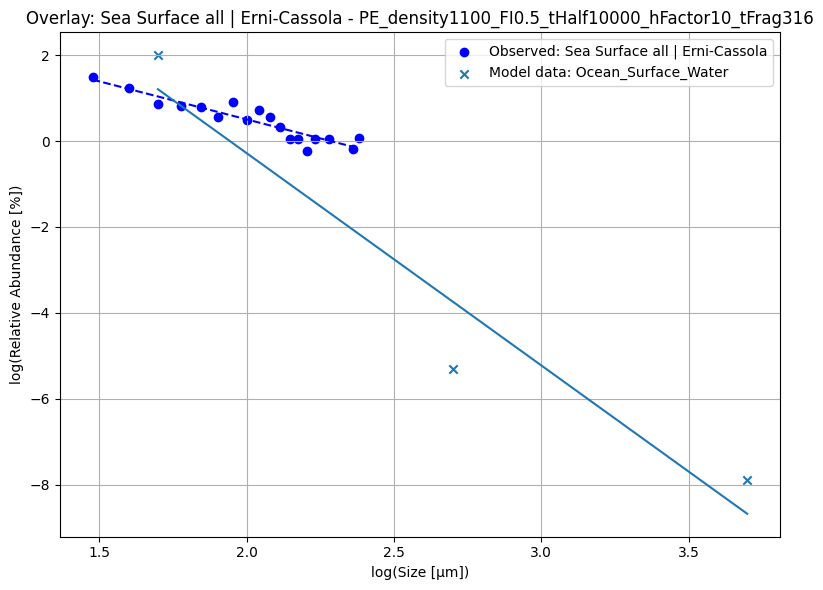 Overlay: Sea Surface all | Erni-Cassola - PE_density1100_FI0.5_tHalf10000_hFactor10_tFrag316
Observed: Sea Surface all | Erni-Cassola
Model data: Ocean_Surface_Water
log(Relative Abundance [%])
2
0
−2
−4
−6
−8
1.5 2.0 2.5 3.0 3.5
log(Size [µm])